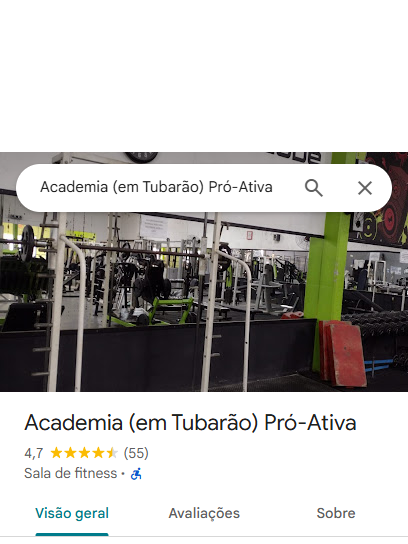 Academia (em Tubarão) Pró-Ativa
Academia (em Tubarão) Pró-Ativa
4,7 (55)
Sala de fitness ·
Visão geral
Avaliações
Sobre